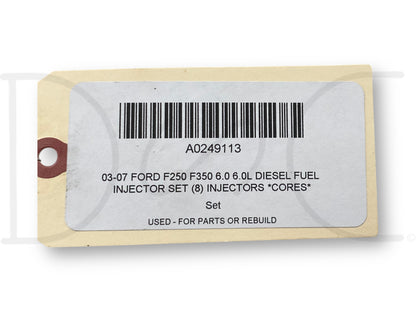 A0249113
03-07 FORD F250 F350 6.0 6.0L DIESEL FUEL
INJECTOR SET (8) INJECTORS *CORES*
Set
USED - FOR PARTS OR REBUILD